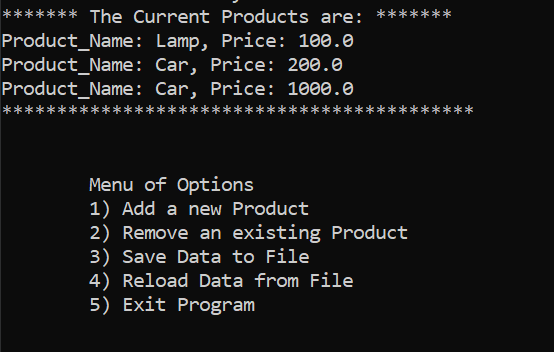 ******* The Current Products are: *******
Product_Name: Lamp, Price: 100.0
Product_Name: Car, Price: 200.0
Product_Name: Car, Price: 1000.0
*******************************************
Menu of Options
1) Add a new Product
2) Remove an existing Product
3) Save Data to File
4) Reload Data from File
5) Exit Program